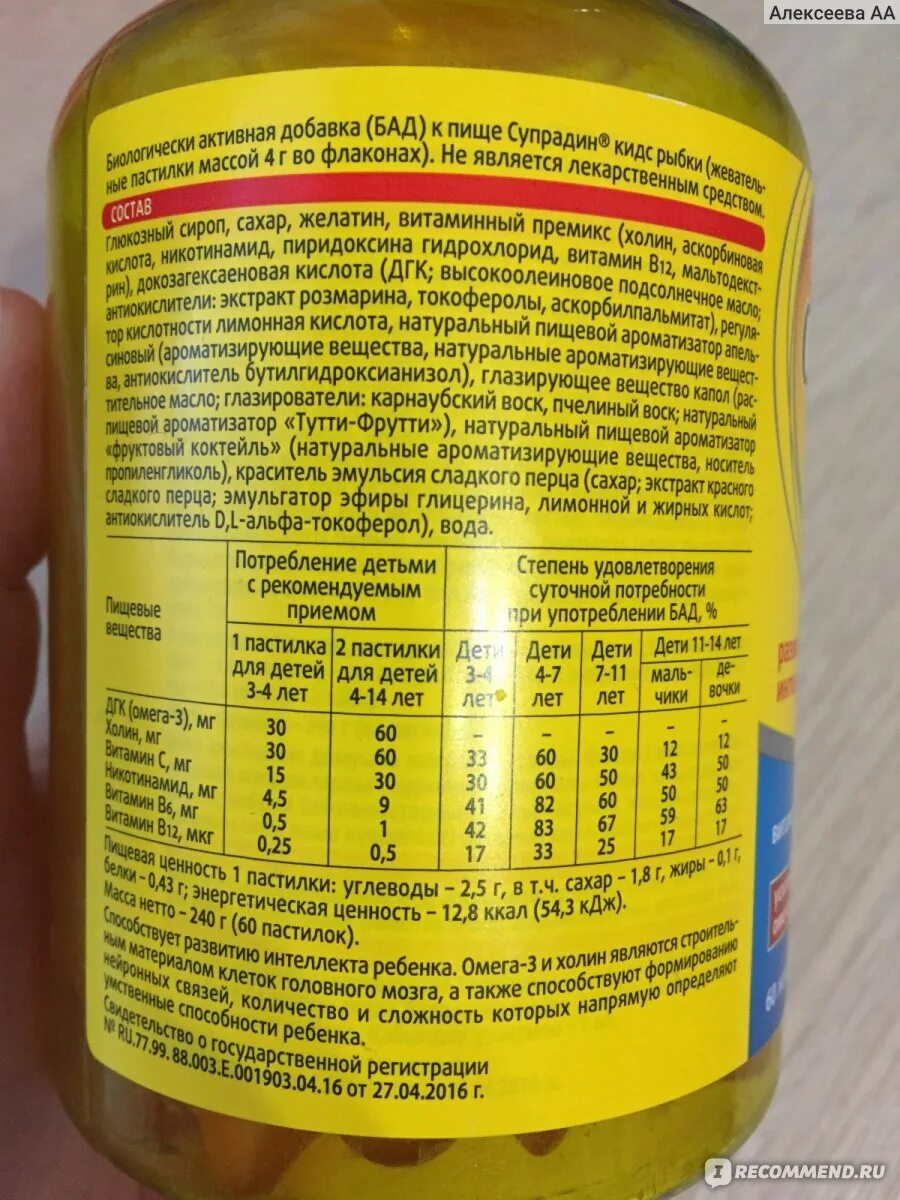 Алексеева АА
Биологически активная добавка (БАД) к пище Супрадин® кидс рыбки (жеватель-
ные пастилки массой 4 г во флаконах). Не является лекарственным средством.
СОСТАВ
Глюкозный сироп, сахар, желатин, витаминный премикс (холин, аскорбиновая
кислота, никотинамид, пиридоксина гидрохлорид, витамин В12, мальтодекст-
рин), докозагексаеновая кислота (ДГК; высокоолеиновое подсолнечное масло;
антиокислители: экстракт розмарина, токоферолы, аскорбилпальмитат), регуля-
тор кислотности лимонная кислота, натуральный пищевой ароматизатор апель-
синовый (ароматизирующие вещества, натуральные ароматизирующие вещест-
ва, антиокислитель бутилгидроксианизол), глазирующее вещество капол (рас-
тительное масло; глазирователи: карнаубский воск, пчелиный воск; натуральный
пищевой ароматизатор «Тутти-Фрутти»), натуральный пищевой ароматизатор
«фруктовый коктейль» (натуральные ароматизирующие вещества, носитель
пропиленгликоль), краситель эмульсия сладкого перца (сахар; экстракт красного
сладкого перца; эмульгатор эфиры глицерина, лимонной и жирных кислот;
антиокислитель D,L-альфа-токоферол), вода.
Пищевые
вещества
Потребление детьми
с рекомендуемым
приемом
Степень удовлетворения
суточной потребности
при употреблении БАД, %
1 пастилка
для детей
3-4 лет
2 пастилки
для детей
4-14 лет
Дети
3-4
лет
Дети
4-7
лет
Дети
7-11
лет
Дети 11-14 лет
маль-
чики
де-
вочки
ДГК (омега-3), мг 30 60 – – – – –
Холин, мг 30 60 33 60 30 12 12
Витамин С, мг 15 30 30 60 50 43 50
Никотинамид, мг 4,5 9 41 82 60 50 50
Витамин В6, мг 0,5 1 42 83 67 59 63
Витамин В12, мкг 0,25 0,5 17 33 25 17 17
Пищевая ценность 1 пастилки: углеводы – 2,5 г, в т.ч. сахар – 1,8 г, жиры – 0,1 г,
белки – 0,43 г; энергетическая ценность – 12,8 ккал (54,3 кДж).
Масса нетто – 240 г (60 пастилок).
Способствует развитию интеллекта ребенка. Омега-3 и холин являются строитель-
ным материалом клеток головного мозга, а также способствуют формированию
нейронных связей, количество и сложность которых напрямую определяют
умственные способности ребенка.
Свидетельство о государственной регистрации
№ RU.77.99. 88.003.Е.001903.04.16 от 27.04.2016 г.
60
I RECOMMEND.RU